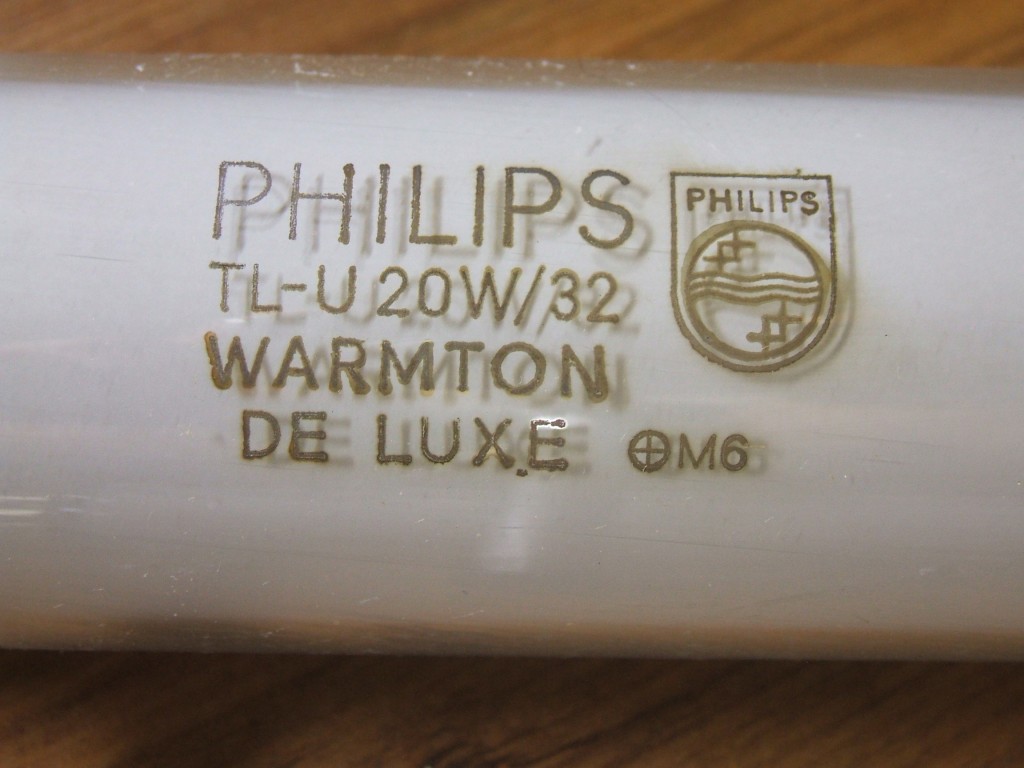 PHILIPS
TL-U 20W/32
WARMTON
DE LUXE
⊕M6
PHILIPS